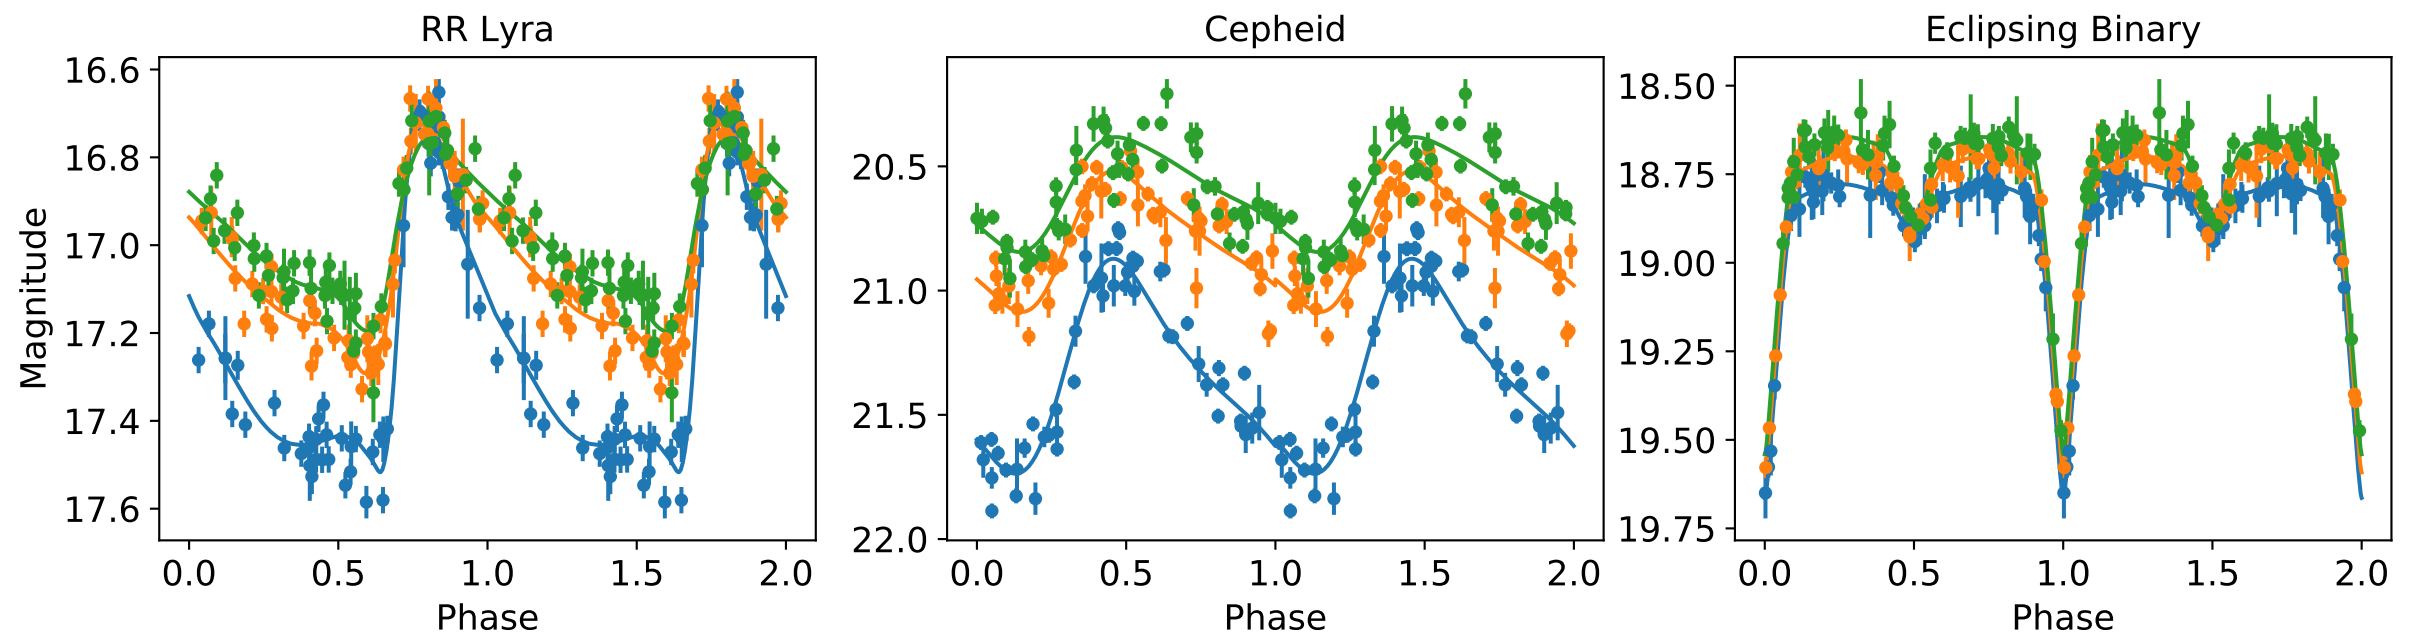 RR Lyra
Cepheid
Eclipsing Binary
Magnitude
16.6
16.8
17.0
17.2
17.4
17.6
0.0 0.5 1.0 1.5 2.0
Phase
20.5
21.0
21.5
22.0
0.0 0.5 1.0 1.5 2.0
Phase
18.50
18.75
19.00
19.25
19.50
19.75
0.0 0.5 1.0 1.5 2.0
Phase